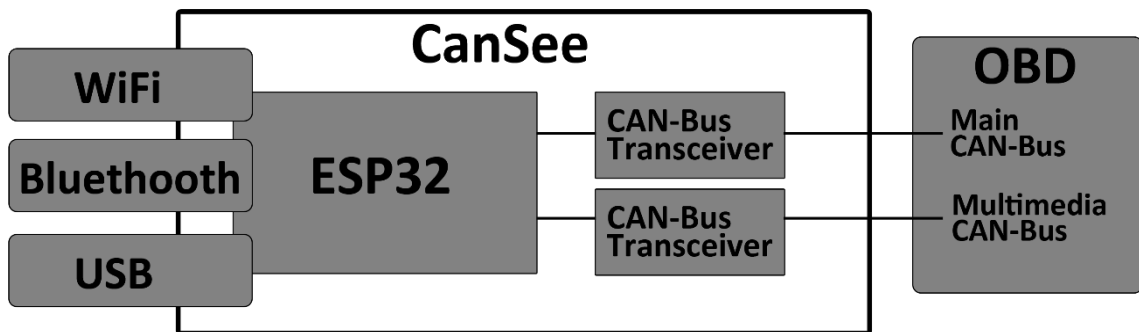 CanSee
WiFi
Bluethooth
USB
ESP32
CAN-Bus
Transceiver
CAN-Bus
Transceiver
OBD
Main
CAN-Bus
Multimedia
CAN-Bus